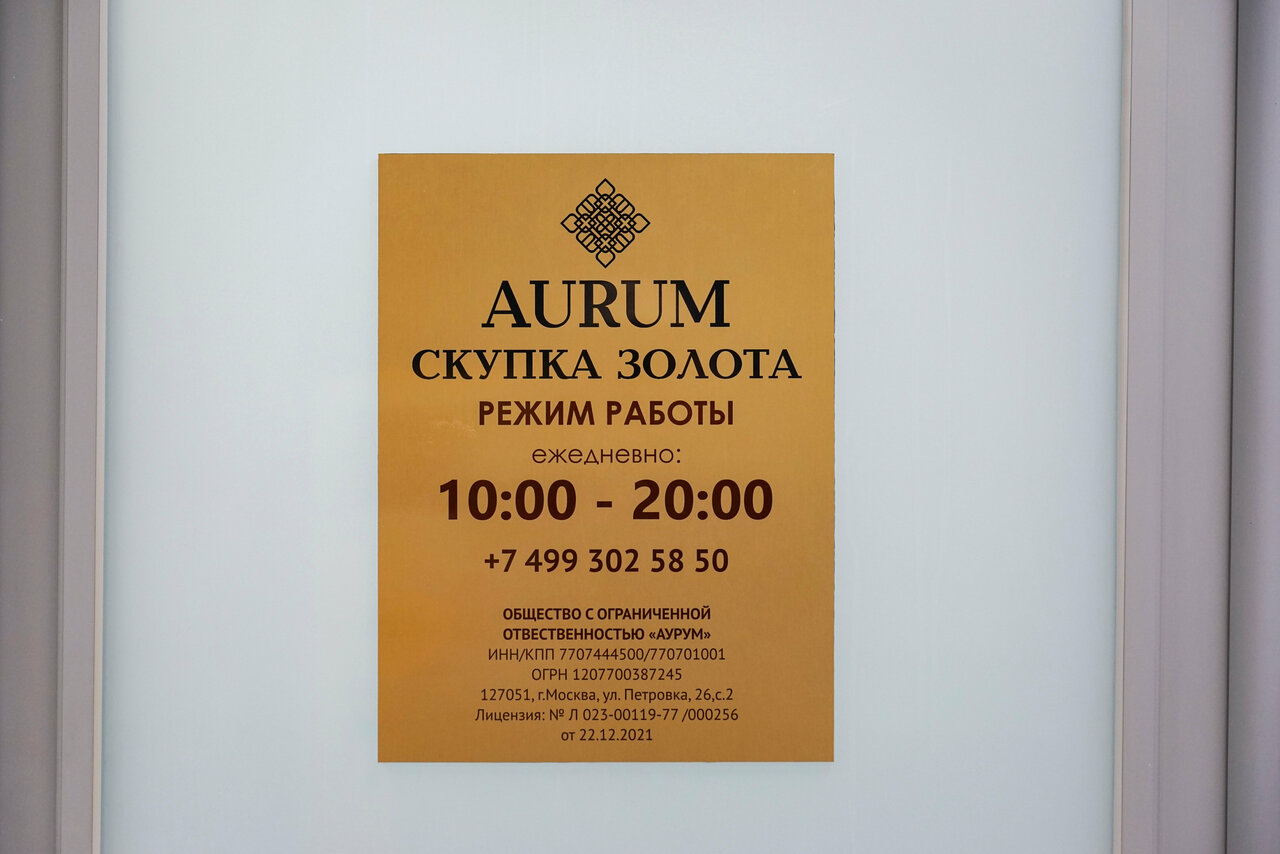 AURUM
СКУПКА ЗОЛОТА
РЕЖИМ РАБОТЫ
ежедневно:
10:00 - 20:00
+7 499 302 58 50
ОБЩЕСТВО С ОГРАНИЧЕННОЙ
ОТВЕСТВЕННОСТЬЮ «АУРУМ»
ИНН/КПП 7707444500/770701001
ОГРН 1207700387245
127051, г.Москва, ул. Петровка, 26,с.2
Лицензия: № Л 023-00119-77 /000256
от 22.12.2021